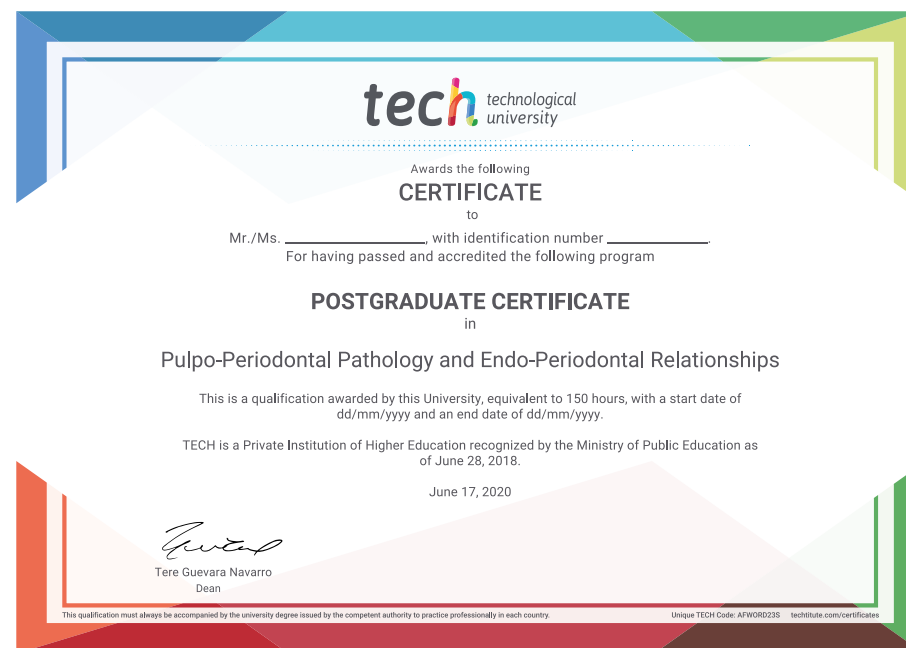 tech technological
university
Awards the following
CERTIFICATE
to
Mr./Ms. ____________________, with identification number ______________.
For having passed and accredited the following program
POSTGRADUATE CERTIFICATE
in
Pulpo-Periodontal Pathology and Endo-Periodontal Relationships
This is a qualification awarded by this University, equivalent to 150 hours, with a start date of
dd/mm/yyyy and an end date of dd/mm/yyyy.
TECH is a Private Institution of Higher Education recognized by the Ministry of Public Education as
of June 28, 2018.
June 17, 2020
Tere Guevara Navarro
Dean
This qualification must always be accompanied by the university degree issued by the competent authority to practice professionally in each country.
Unique TECH Code: AFWORD23S techtitute.com/certificates